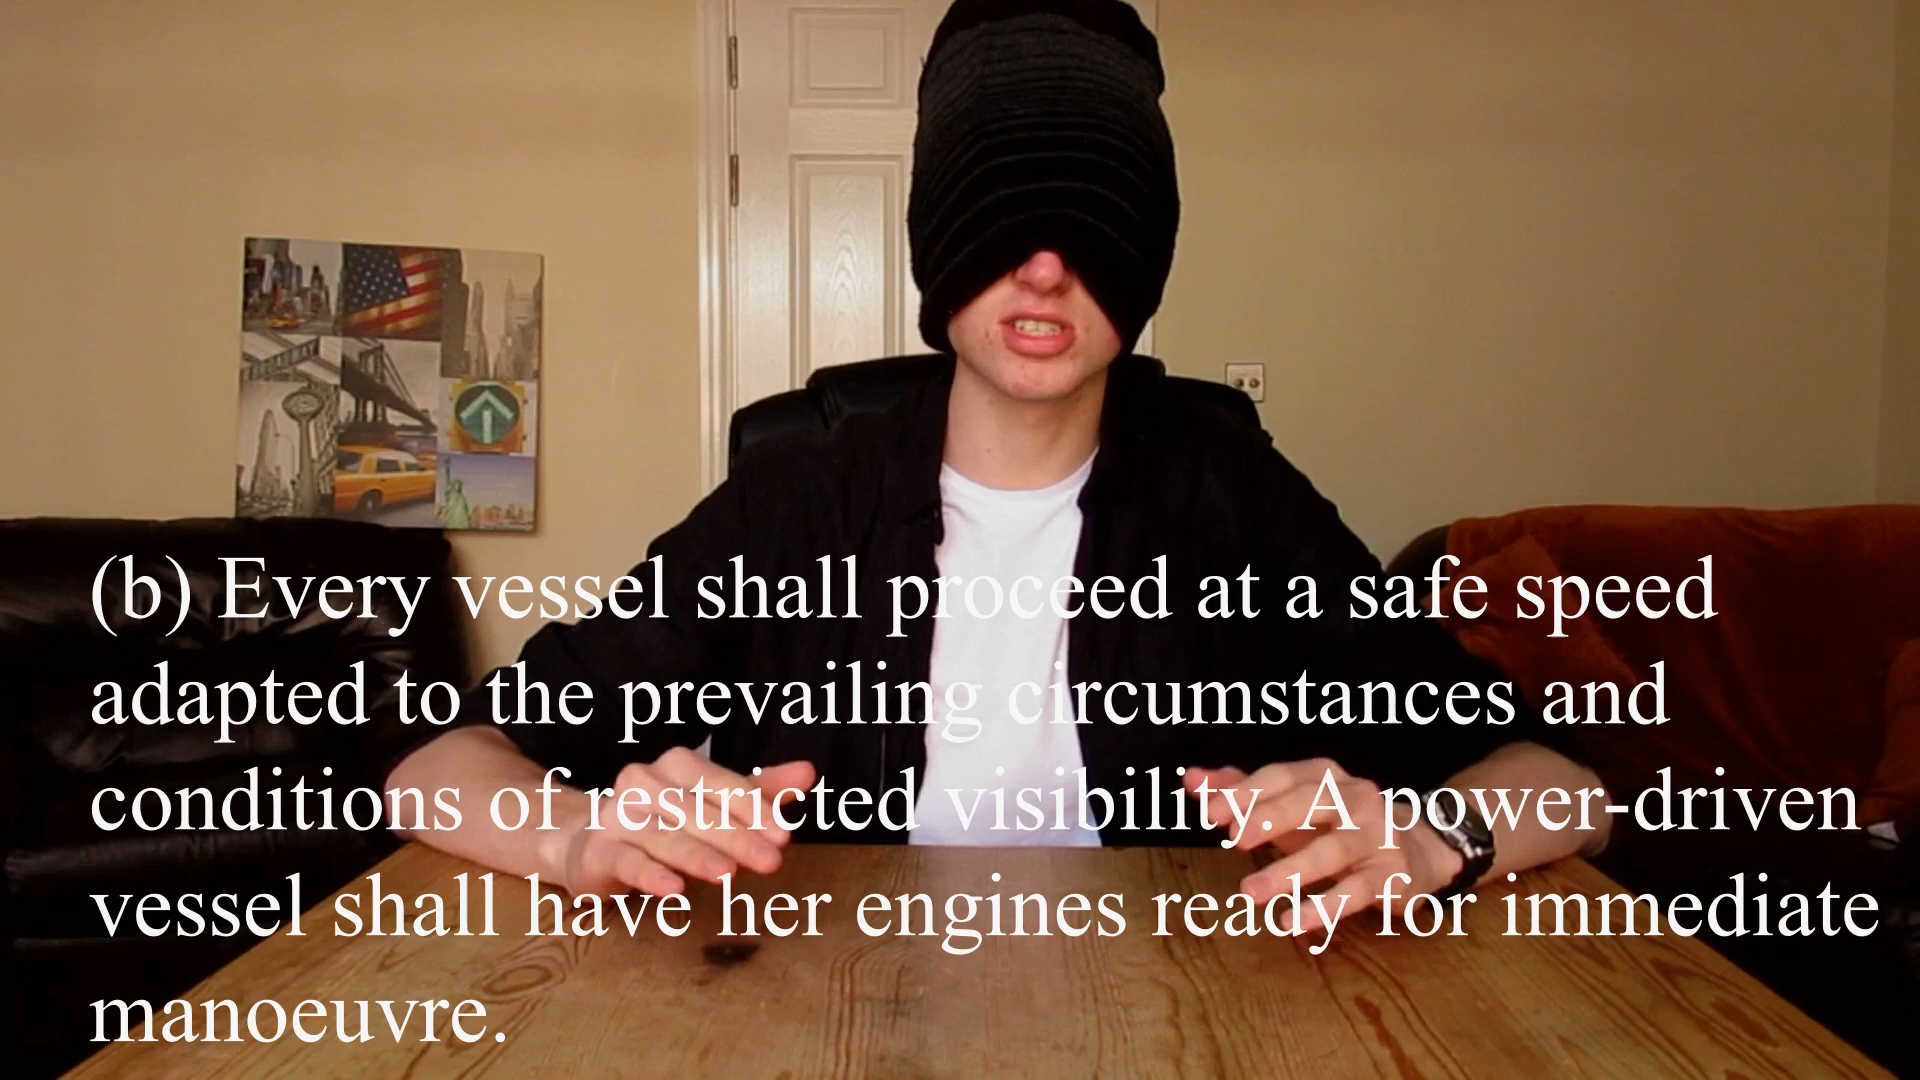 BROADWAY
(b) Every vessel shall proceed at a safe speed
adapted to the prevailing circumstances and
conditions of restricted visibility. A power-driven
vessel shall have her engines ready for immediate
manoeuvre.